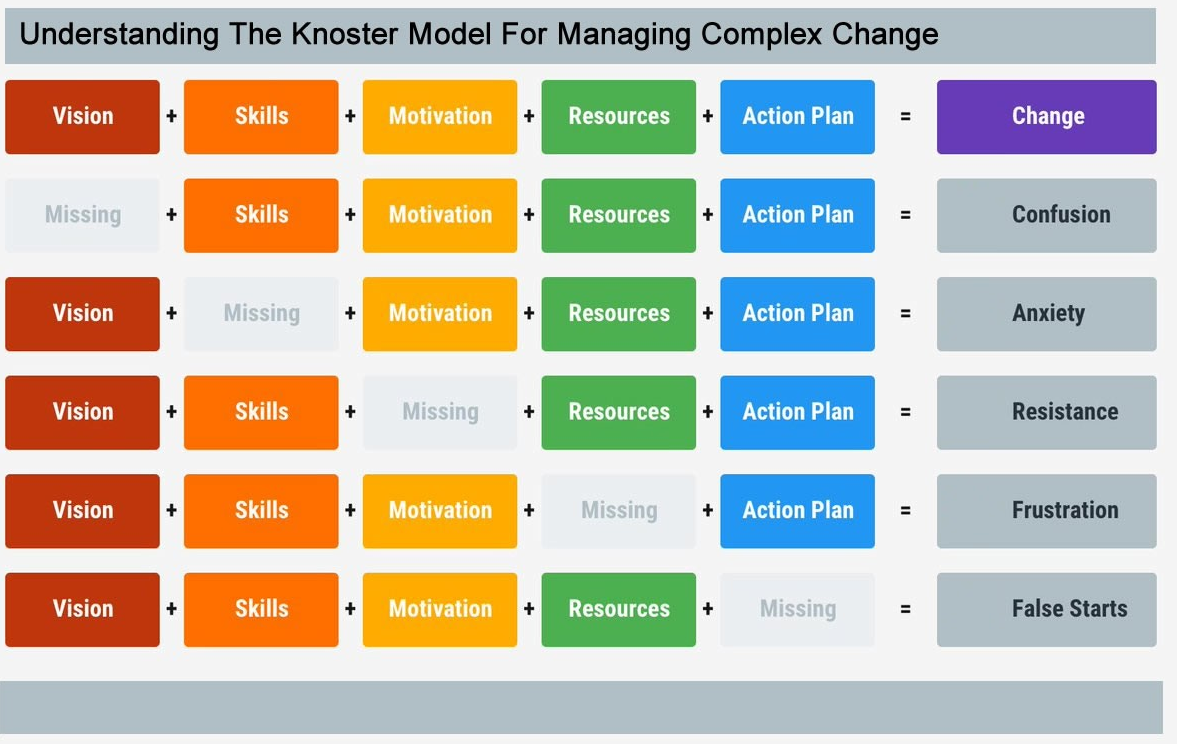 Understanding The Knoster Model For Managing Complex Change
Vision + Skills + Motivation + Resources + Action Plan = Change
Missing + Skills + Motivation + Resources + Action Plan = Confusion
Vision + Missing + Motivation + Resources + Action Plan = Anxiety
Vision + Skills + Missing + Resources + Action Plan = Resistance
Vision + Skills + Motivation + Missing + Action Plan = Frustration
Vision + Skills + Motivation + Resources + Missing = False Starts